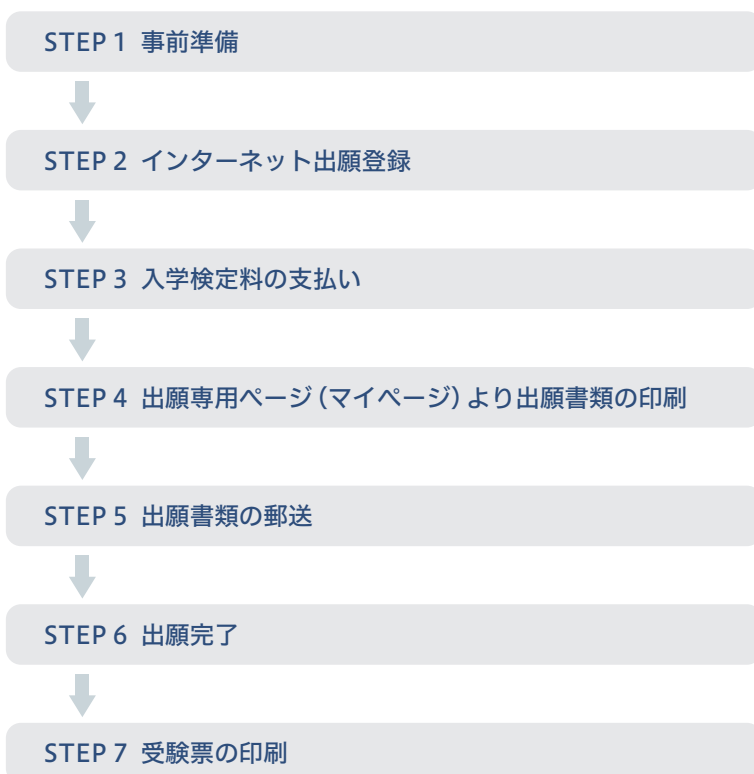 STEP 1 事前準備
STEP 2 インターネット出願登録
STEP 3 入学検定料の支払い
STEP 4 出願専用ページ（マイページ）より出願書類の印刷
STEP 5 出願書類の郵送
STEP 6 出願完了
STEP 7 受験票の印刷